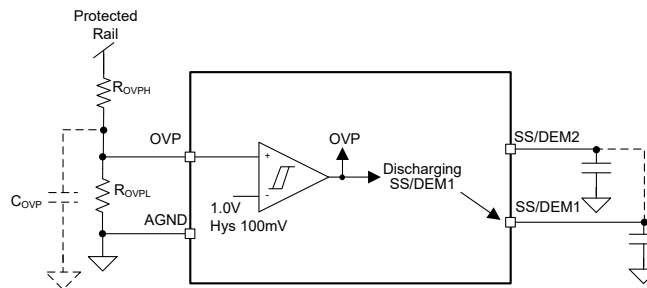 Protected
Rail
R_OVPH
OVP
OVP
SS/DEM2
+
Discharging
SS/DEM1
R_OVPL
C_OVP
-
1.0V
SS/DEM1
AGND
Hys 100mV